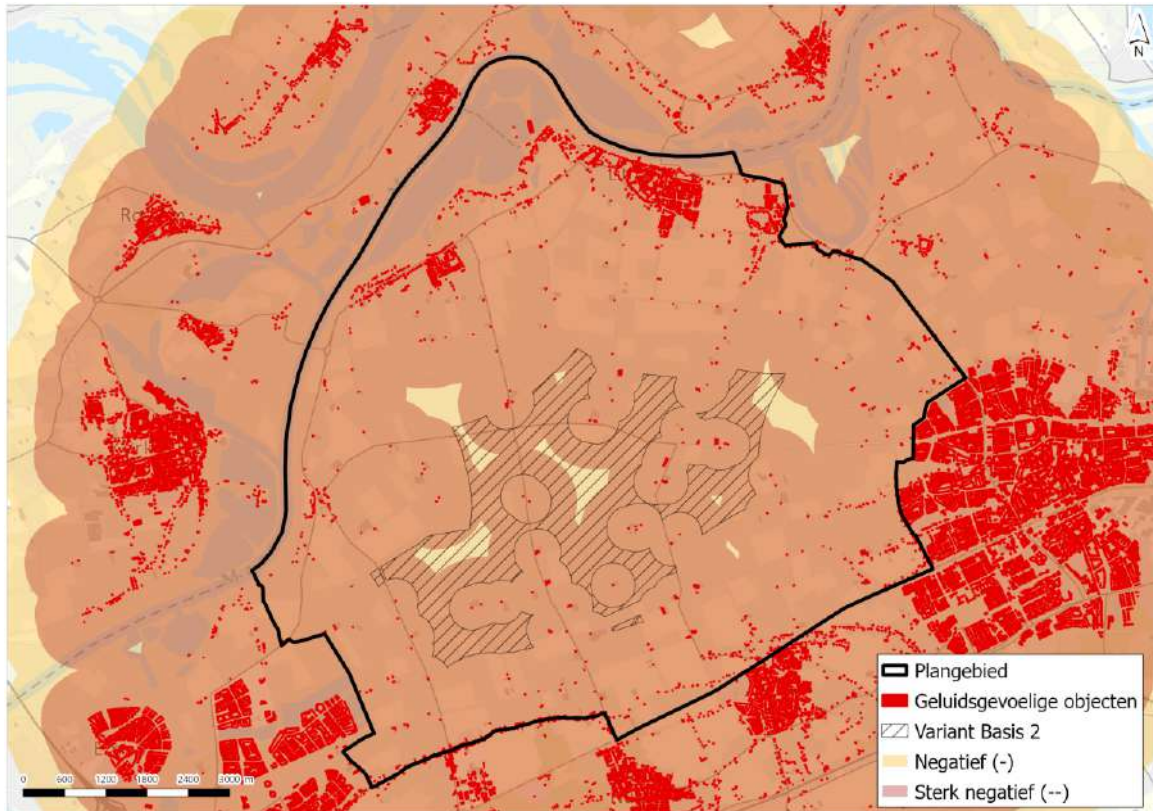 N
Plangebied
Geluidsgevoelige objecten
Variant Basis 2
Negatief (-)
Sterk negatief (--)
0 600 1200 1800 2400 3000 m